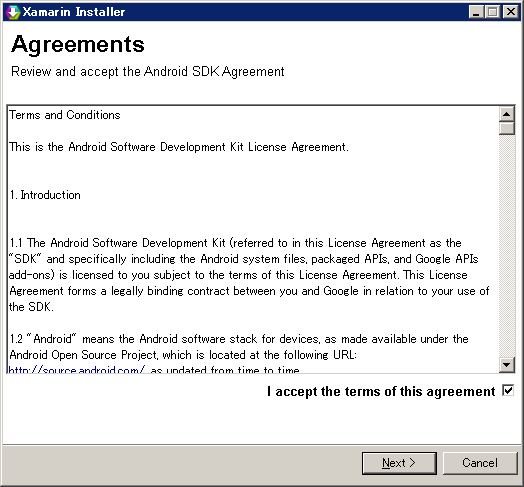 Xamarin Installer
Agreements
Review and accept the Android SDK Agreement
Terms and Conditions
This is the Android Software Development Kit License Agreement.
1. Introduction
1.1 The Android Software Development Kit (referred to in this License Agreement as the
"SDK" and specifically including the Android system files, packaged APIs, and Google APIs
add-ons) is licensed to you subject to the terms of this License Agreement. This License
Agreement forms a legally binding contract between you and Google in relation to your use of
the SDK.
1.2 "Android" means the Android software stack for devices, as made available under the
Android Open Source Project, which is located at the following URL:
http://source.android.com/, as updated from time to time.
I accept the terms of this agreement
Next >
Cancel